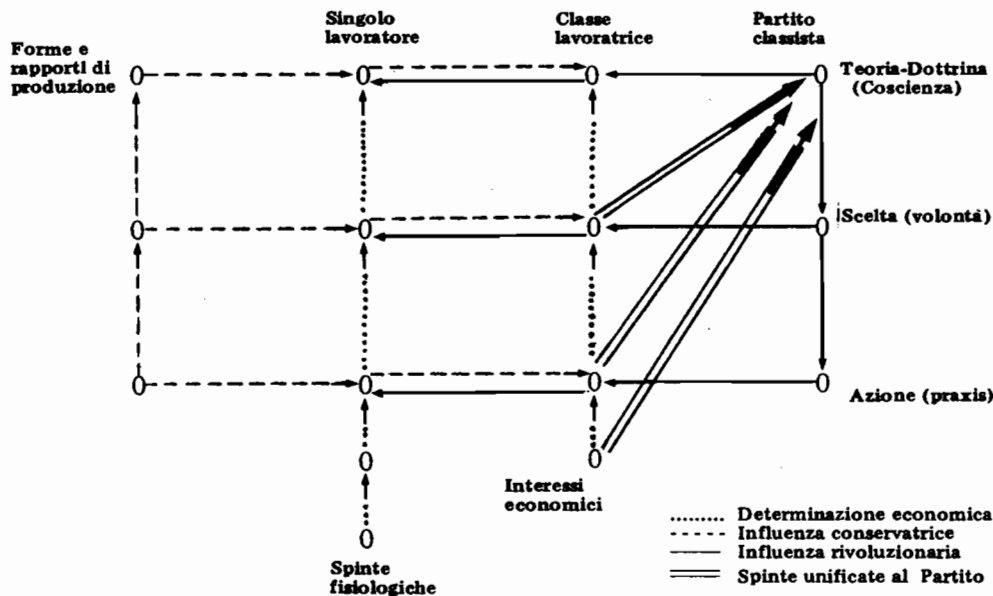 Singolo
lavoratore
Classe
lavoratrice
Partito
classista
Forme e
rapporti di
produzione
Teoria-Dottrina
(Coscienza)
Scelta (volontà)
Azione (praxis)
Interessi
economici
Spinte
fisiologiche
Determinazione economica
Influenza conservatrice
Influenza rivoluzionaria
Spinte unificate al Partito